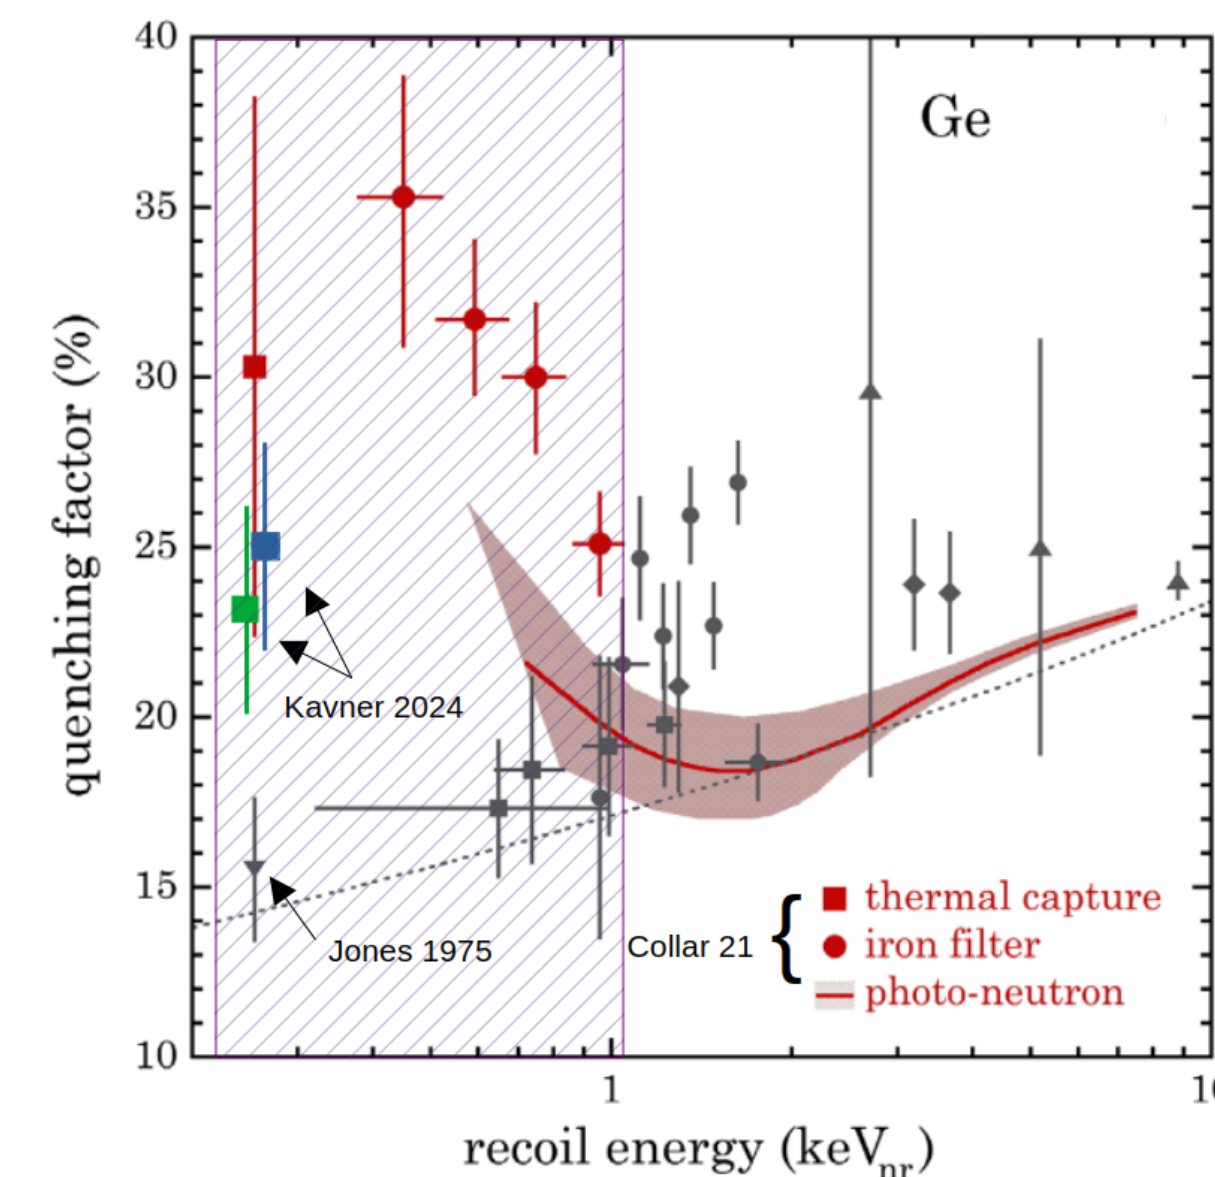 40
35
30
25
20
15
10
quenching factor (%)
Ge
Kavner 2024
Jones 1975
Collar 21 {
thermal capture
iron filter
photo-neutron
1
recoil energy (keVnr)